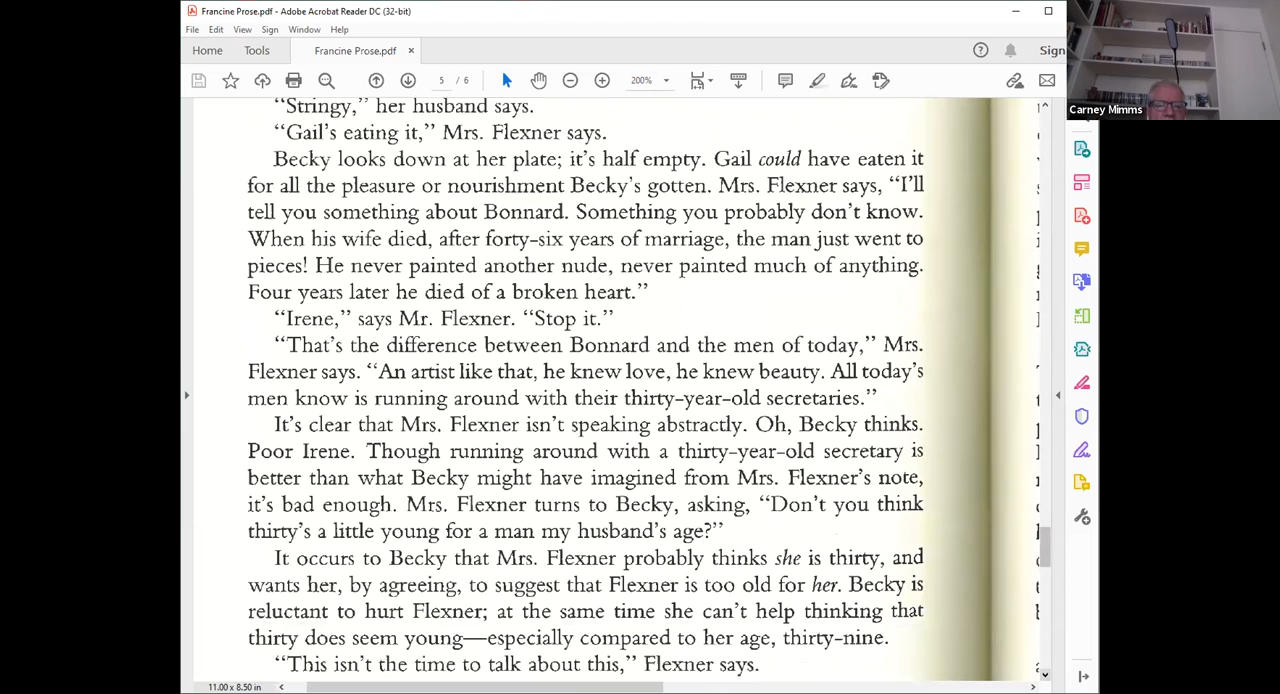 Francine Prose.pdf - Adobe Acrobat Reader DC (32-bit)
File Edit View Sign Window Help
Home Tools Francine Prose.pdf × Sign
5 / 6 200%
Carney Mimms
“Stringy,” her husband says.
“Gail’s eating it,” Mrs. Flexner says.
Becky looks down at her plate; it’s half empty. Gail could have eaten it
for all the pleasure or nourishment Becky’s gotten. Mrs. Flexner says, “I’ll
tell you something about Bonnard. Something you probably don’t know.
When his wife died, after forty-six years of marriage, the man just went to
pieces! He never painted another nude, never painted much of anything.
Four years later he died of a broken heart.”
“Irene,” says Mr. Flexner. “Stop it.”
“That’s the difference between Bonnard and the men of today,” Mrs.
Flexner says. “An artist like that, he knew love, he knew beauty. All today’s
men know is running around with their thirty-year-old secretaries.”
It’s clear that Mrs. Flexner isn’t speaking abstractly. Oh, Becky thinks.
Poor Irene. Though running around with a thirty-year-old secretary is
better than what Becky might have imagined from Mrs. Flexner’s note,
it’s bad enough. Mrs. Flexner turns to Becky, asking, “Don’t you think
thirty’s a little young for a man my husband’s age?”
It occurs to Becky that Mrs. Flexner probably thinks she is thirty, and
wants her, by agreeing, to suggest that Flexner is too old for her. Becky is
reluctant to hurt Flexner; at the same time she can’t help thinking that
thirty does seem young—especially compared to her age, thirty-nine.
“This isn’t the time to talk about this,” Flexner says.
11.00 x 8.50 in